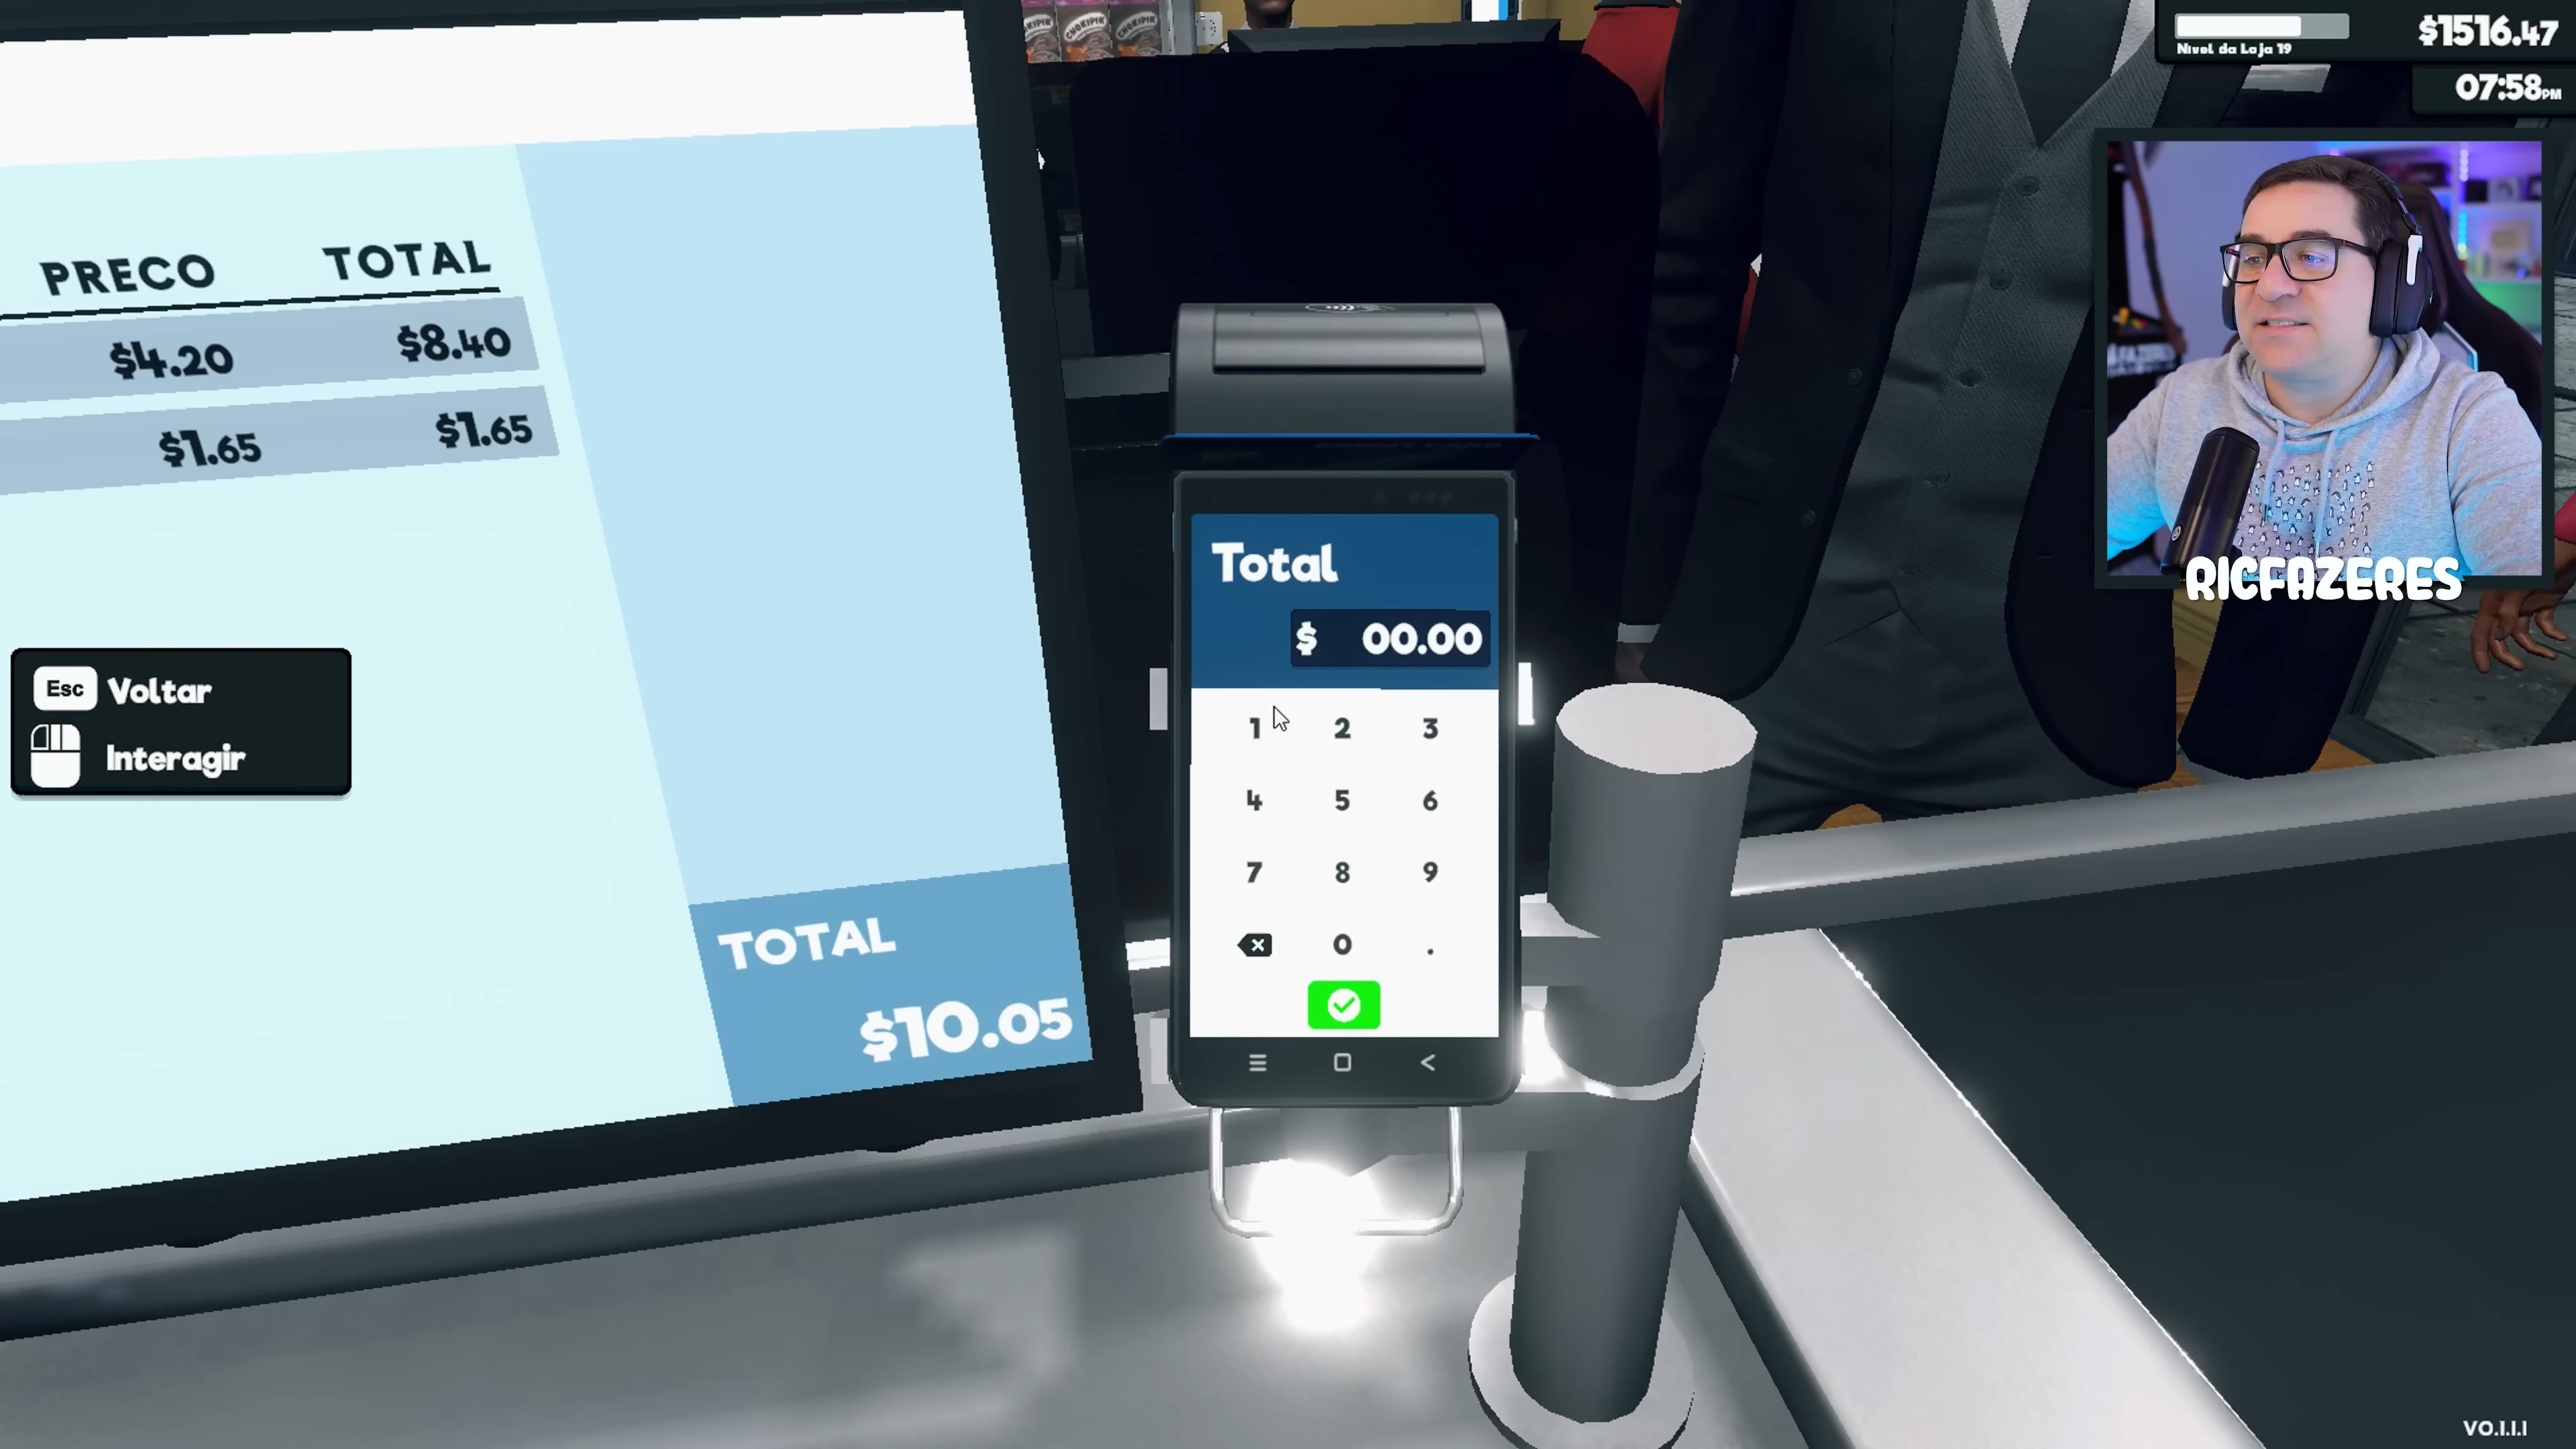 CHOKIPIK
Nivel da Loja 19
$1516.47
07:58PM
PRECO TOTAL
$4.20 $8.40
$1.65 $1.65
Esc Voltar
Interagir
TOTAL
$10.05
Total
$ 00.00
1 2 3
4 5 6
7 8 9
0 .
RICFAZERES
V0.1.1.1